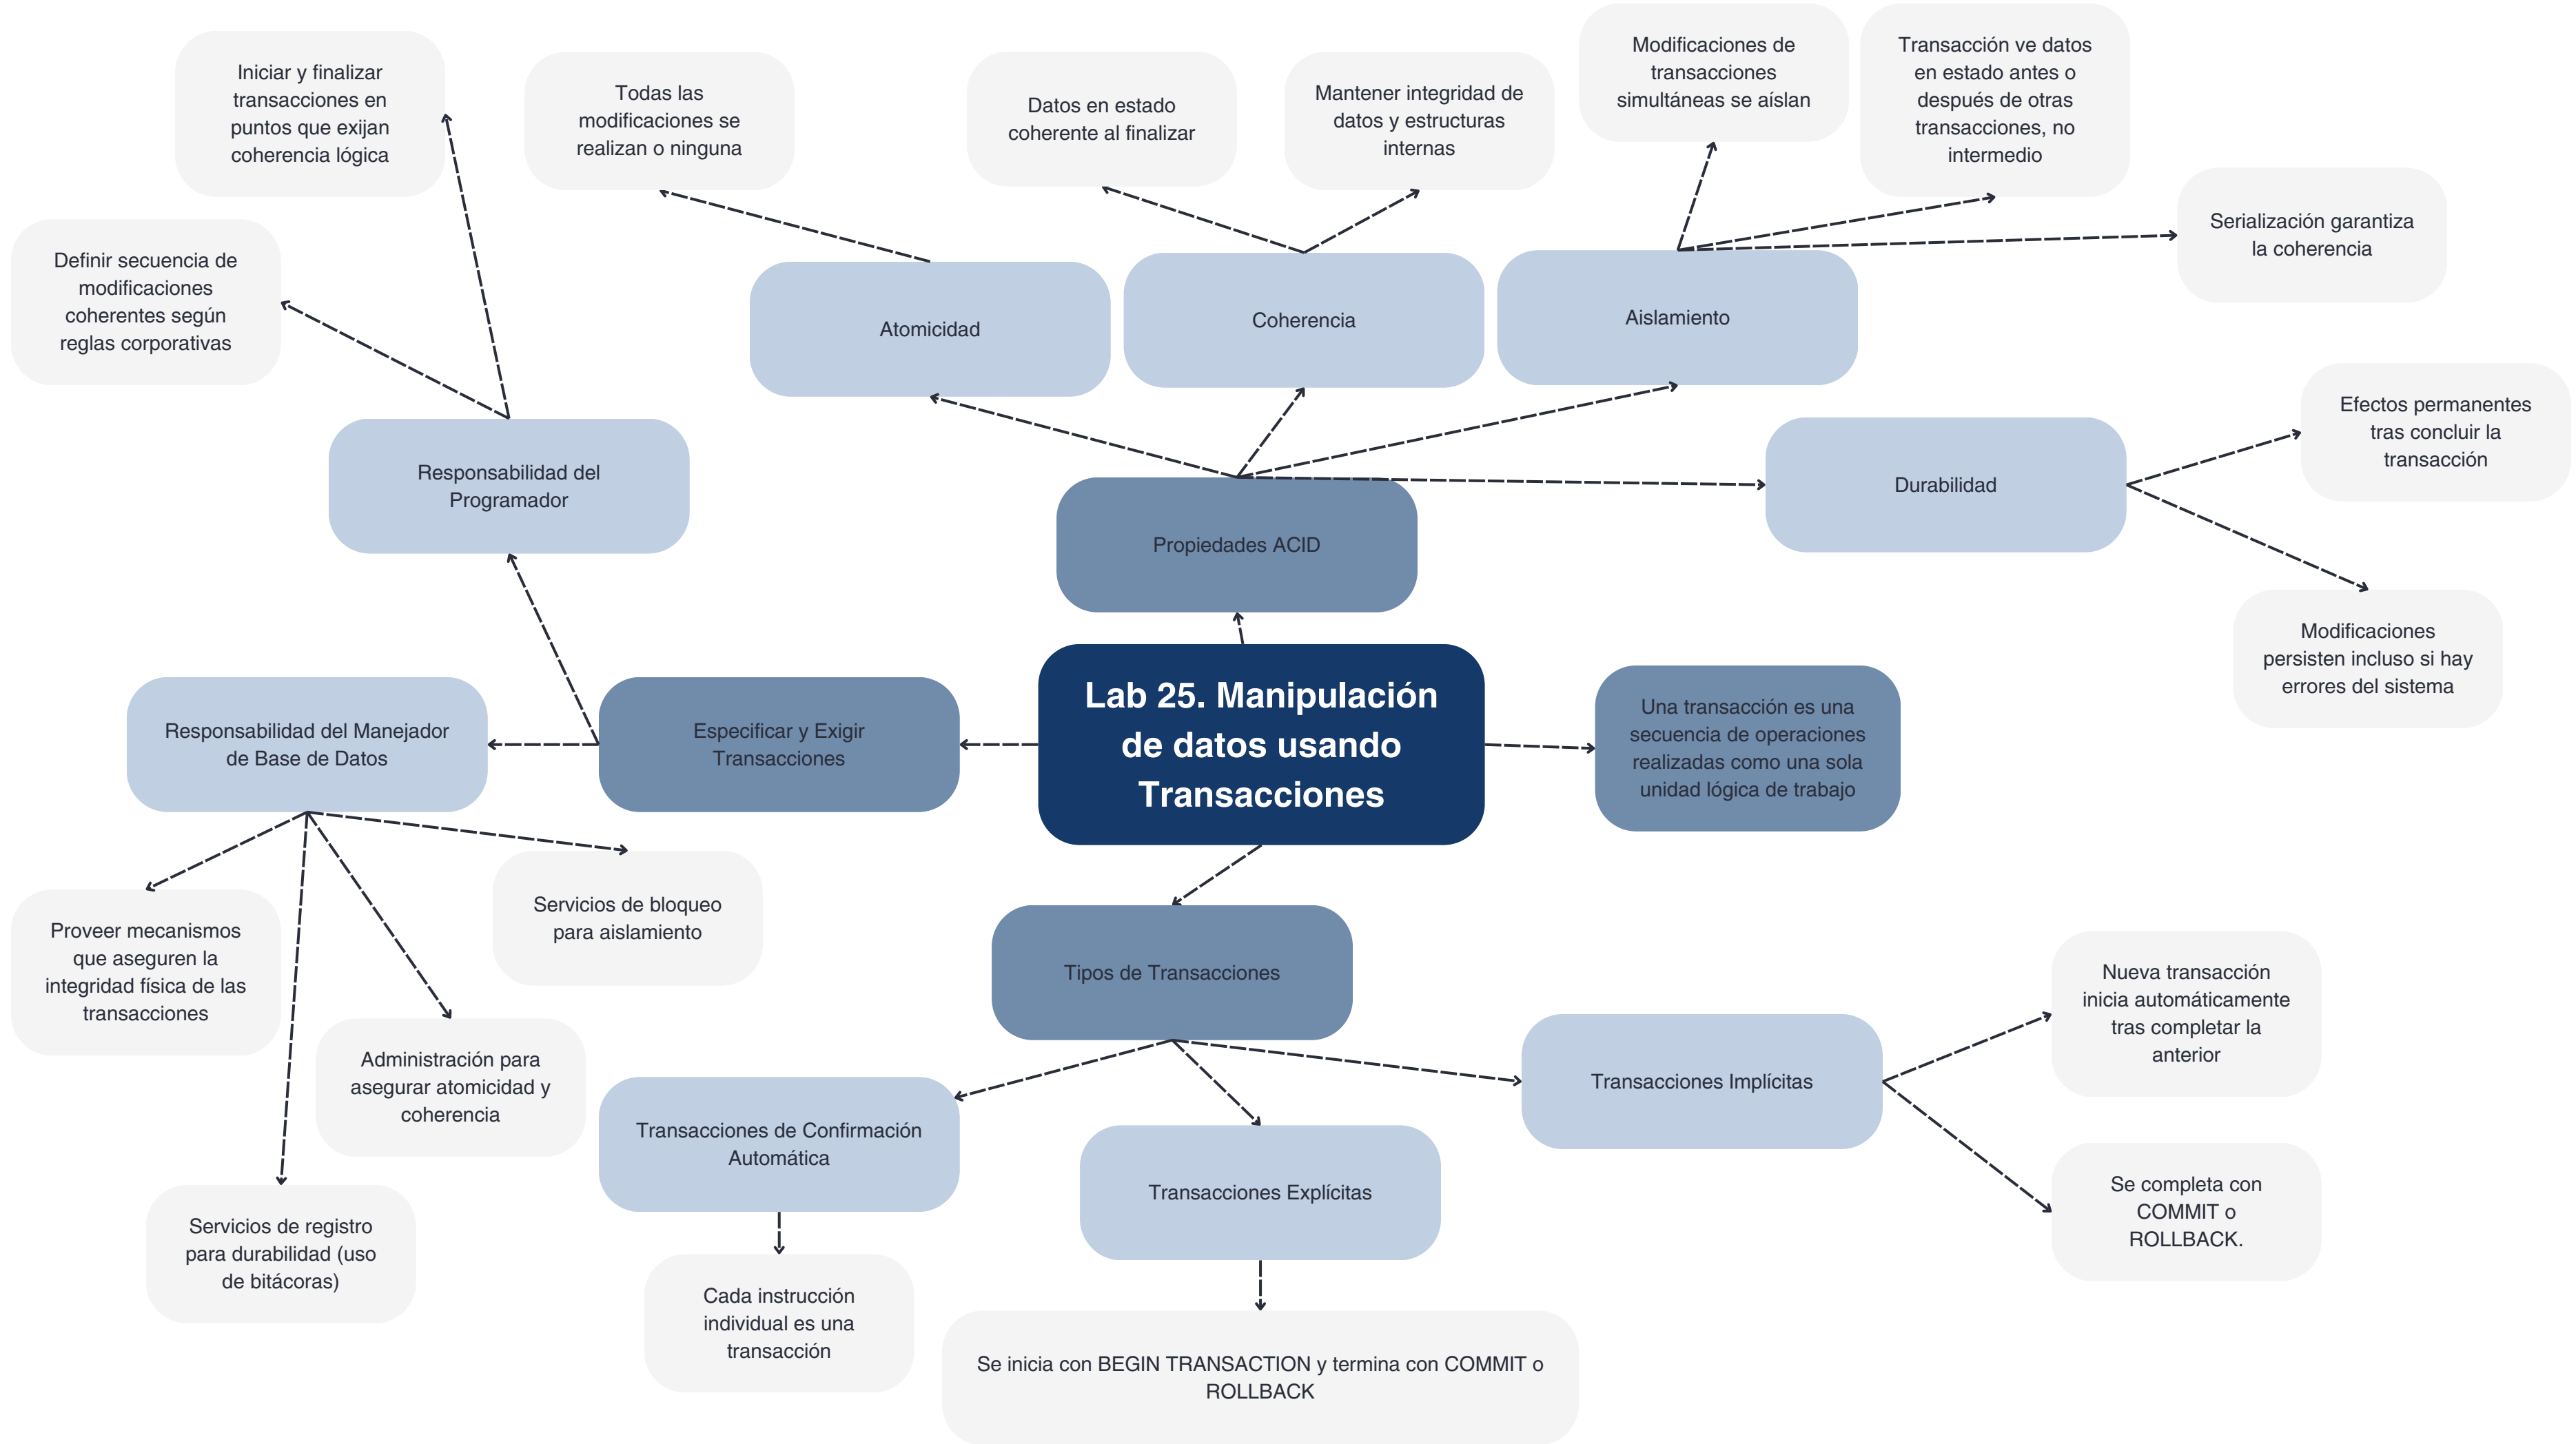 Iniciar y finalizar
transacciones en
puntos que exijan
coherencia lógica
Todas las
modificaciones se
realizan o ninguna
Datos en estado
coherente al finalizar
Mantener integridad de
datos y estructuras
internas
Modificaciones de
transacciones
simultáneas se aíslan
Transacción ve datos
en estado antes o
después de otras
transacciones, no
intermedio
Serialización garantiza
la coherencia
Definir secuencia de
modificaciones
coherentes según
reglas corporativas
Atomicidad
Coherencia
Aislamiento
Efectos permanentes
tras concluir la
transacción
Responsabilidad del
Programador
Durabilidad
Propiedades ACID
Modificaciones
persisten incluso si hay
errores del sistema
Responsabilidad del Manejador
de Base de Datos
Especificar y Exigir
Transacciones
Lab 25. Manipulación
de datos usando
Transacciones
Una transacción es una
secuencia de operaciones
realizadas como una sola
unidad lógica de trabajo
Servicios de bloqueo
para aislamiento
Proveer mecanismos
que aseguren la
integridad física de las
transacciones
Tipos de Transacciones
Nueva transacción
inicia automáticamente
tras completar la
anterior
Administración para
asegurar atomicidad y
coherencia
Transacciones Implícitas
Transacciones de Confirmación
Automática
Transacciones Explícitas
Se completa con
COMMIT o
ROLLBACK.
Servicios de registro
para durabilidad (uso
de bitácoras)
Cada instrucción
individual es una
transacción
Se inicia con BEGIN TRANSACTION y termina con COMMIT o
ROLLBACK